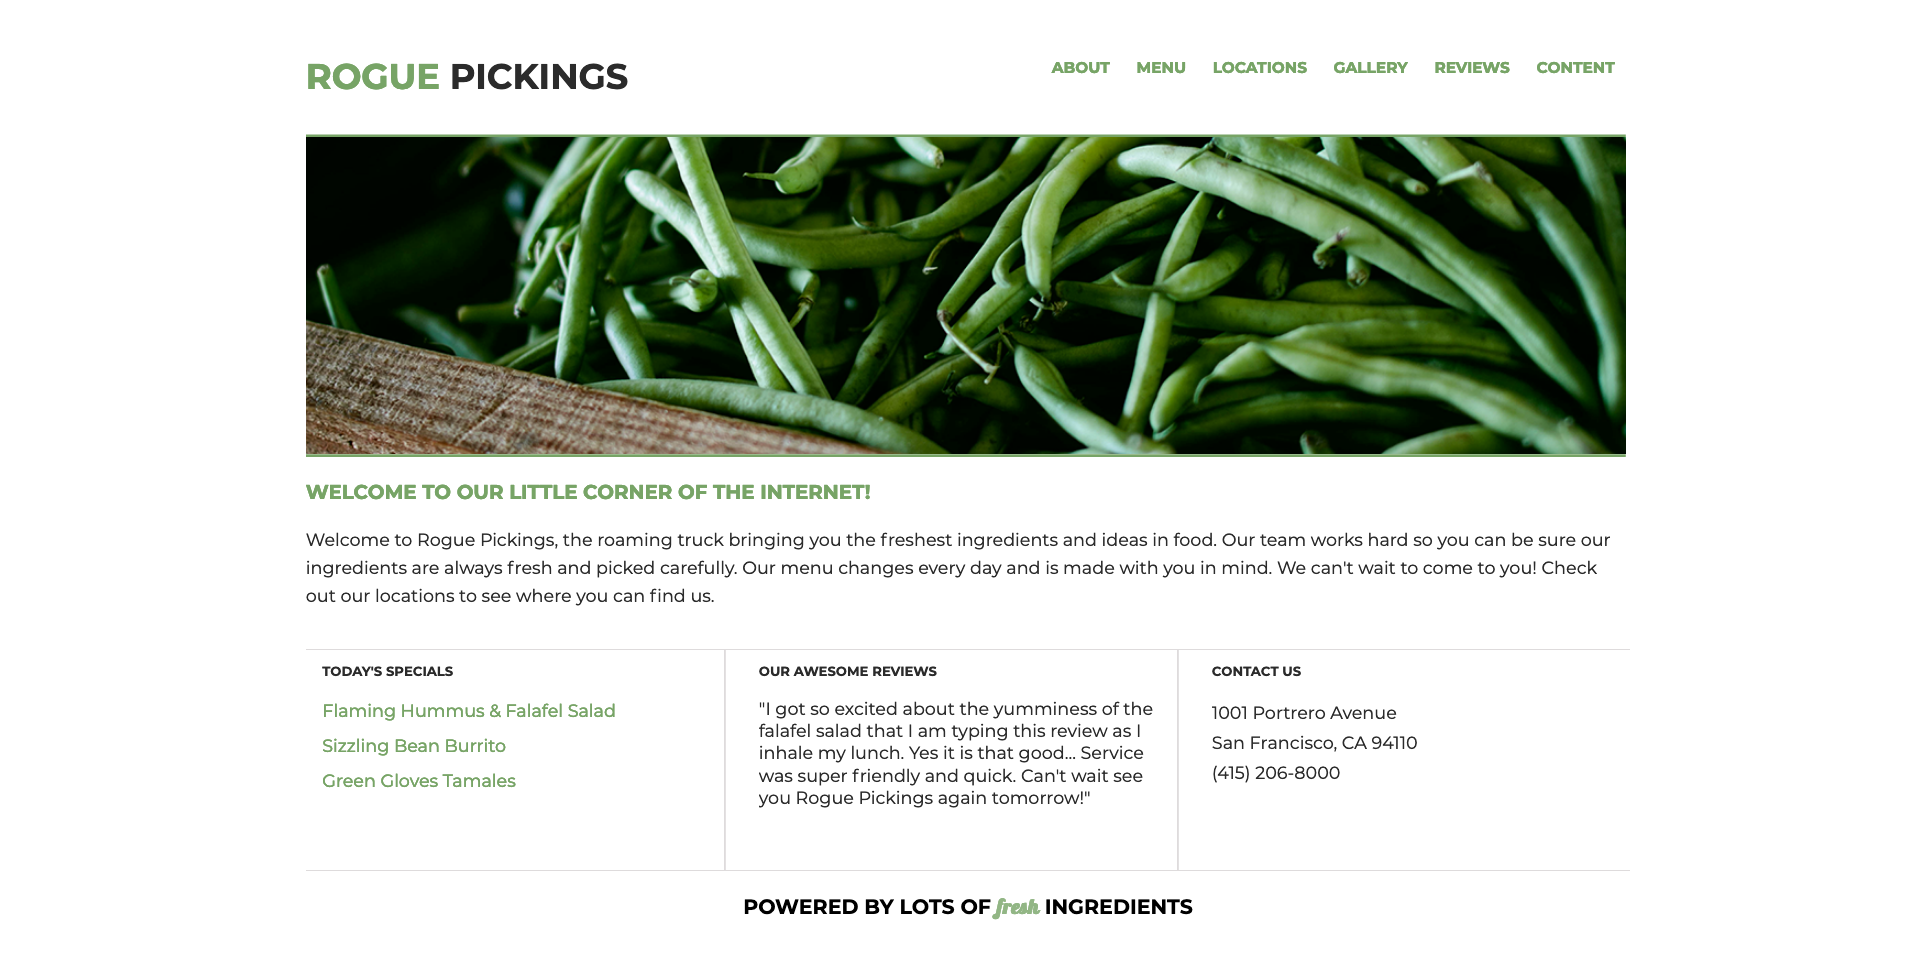 ROGUE PICKINGS
ABOUT MENU LOCATIONS GALLERY REVIEWS CONTENT
WELCOME TO OUR LITTLE CORNER OF THE INTERNET!
Welcome to Rogue Pickings, the roaming truck bringing you the freshest ingredients and ideas in food. Our team works hard so you can be sure our
ingredients are always fresh and picked carefully. Our menu changes every day and is made with you in mind. We can't wait to come to you! Check
out our locations to see where you can find us.
TODAY'S SPECIALS
Flaming Hummus & Falafel Salad
Sizzling Bean Burrito
Green Gloves Tamales
OUR AWESOME REVIEWS
"I got so excited about the yumminess of the
falafel salad that I am typing this review as I
inhale my lunch. Yes it is that good... Service
was super friendly and quick. Can't wait see
you Rogue Pickings again tomorrow!"
CONTACT US
1001 Portrero Avenue
San Francisco, CA 94110
(415) 206-8000
POWERED BY LOTS OF fresh INGREDIENTS